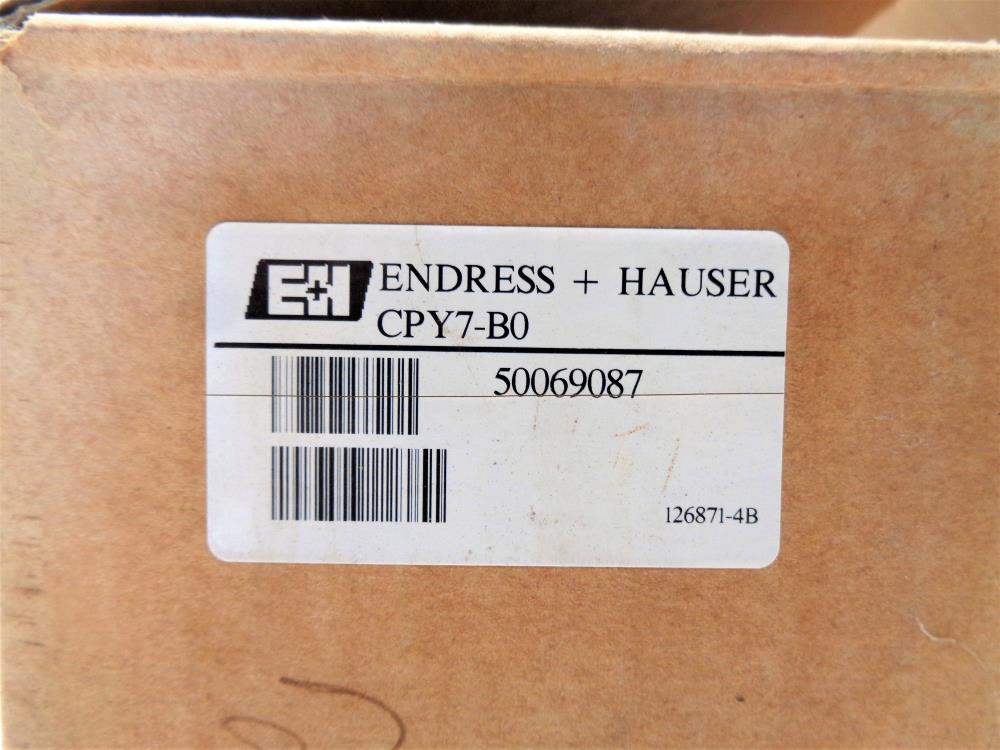 E+H ENDRESS + HAUSER
CPY7-B0
50069087
126871-4B